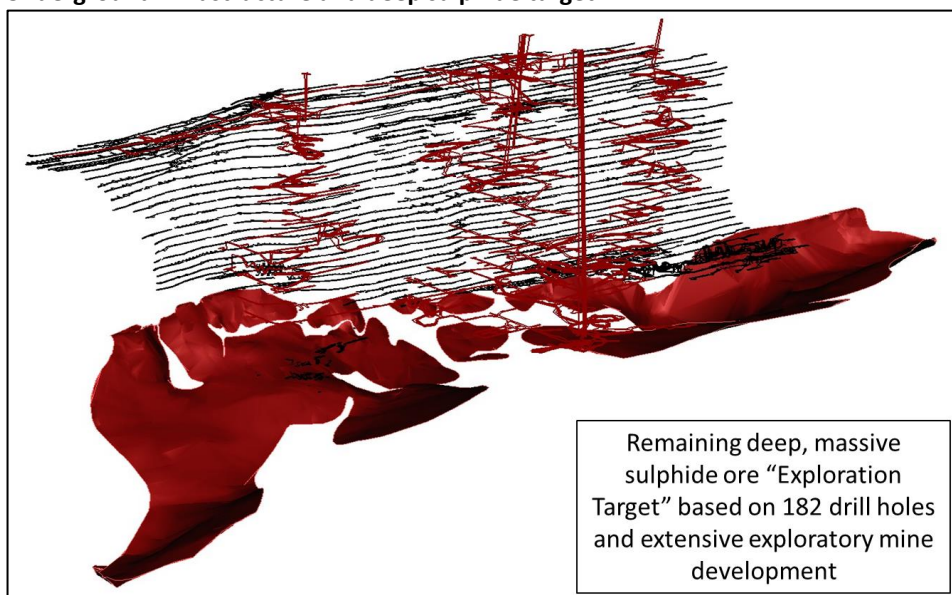 Remaining deep, massive
sulphide ore “Exploration
Target” based on 182 drill holes
and extensive exploratory mine
development